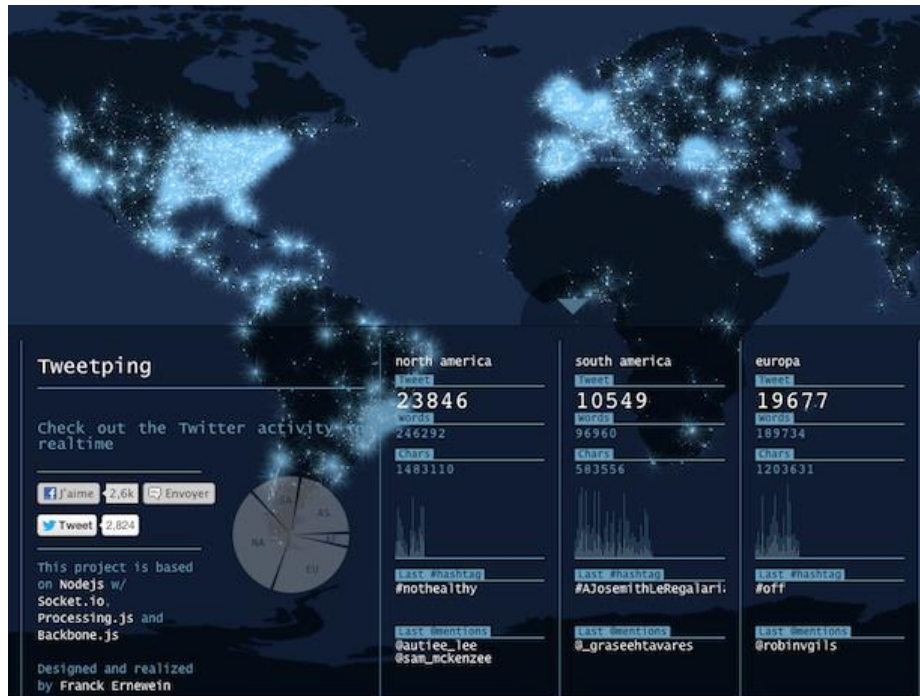 Tweetping
Check out the Twitter activity in
realtime
J'aime
2,6k
Envoyer
Tweet
2,824
This project is based
on Nodejs w/
Socket.io,
Processing.js and
Backbone.js
Designed and realized
by Franck Ernewein
SA
AS
AF
NA
EU
north america
Tweet
23846
Words
246292
Chars
1483110
Last #hashtag
#nothealthy
Last @mentions
@autiee_lee
@sam_mckenzee
south america
Tweet
10549
Words
96960
Chars
583556
Last #hashtag
#AJosemithLeRegalari
Last @mentions
@_graseehtavares
europa
Tweet
19677
Words
189734
Chars
1203631
Last #hashtag
#off
Last @mentions
@robinvgils